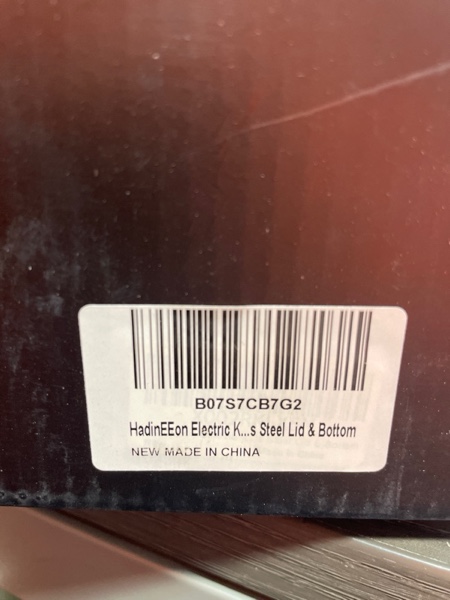 B07S7CB7G2
HadinEEon Electric K...s Steel Lid & Bottom
NEW MADE IN CHINA